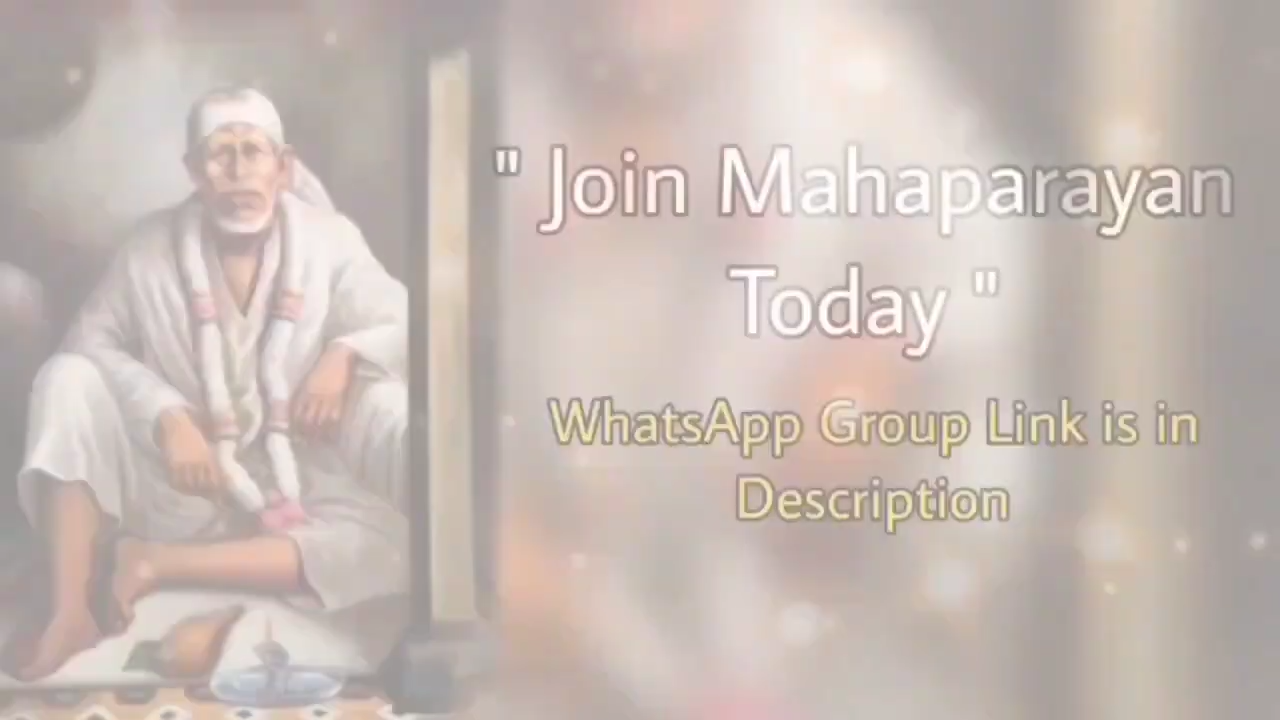 " Join Mahaparayan
Today "
WhatsApp Group Link is in
Description